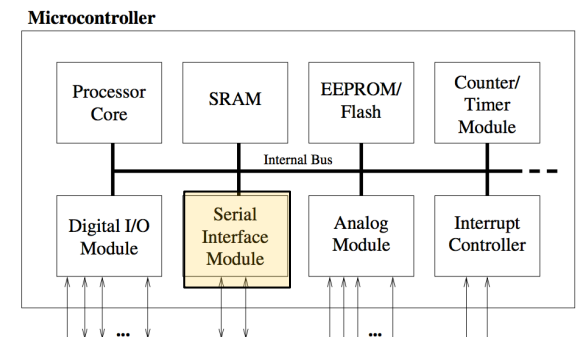 Microcontroller
Processor
Core
SRAM
EEPROM/
Flash
Counter/
Timer
Module
Internal Bus
Digital I/O
Module
Serial
Interface
Module
Analog
Module
Interrupt
Controller
...
...